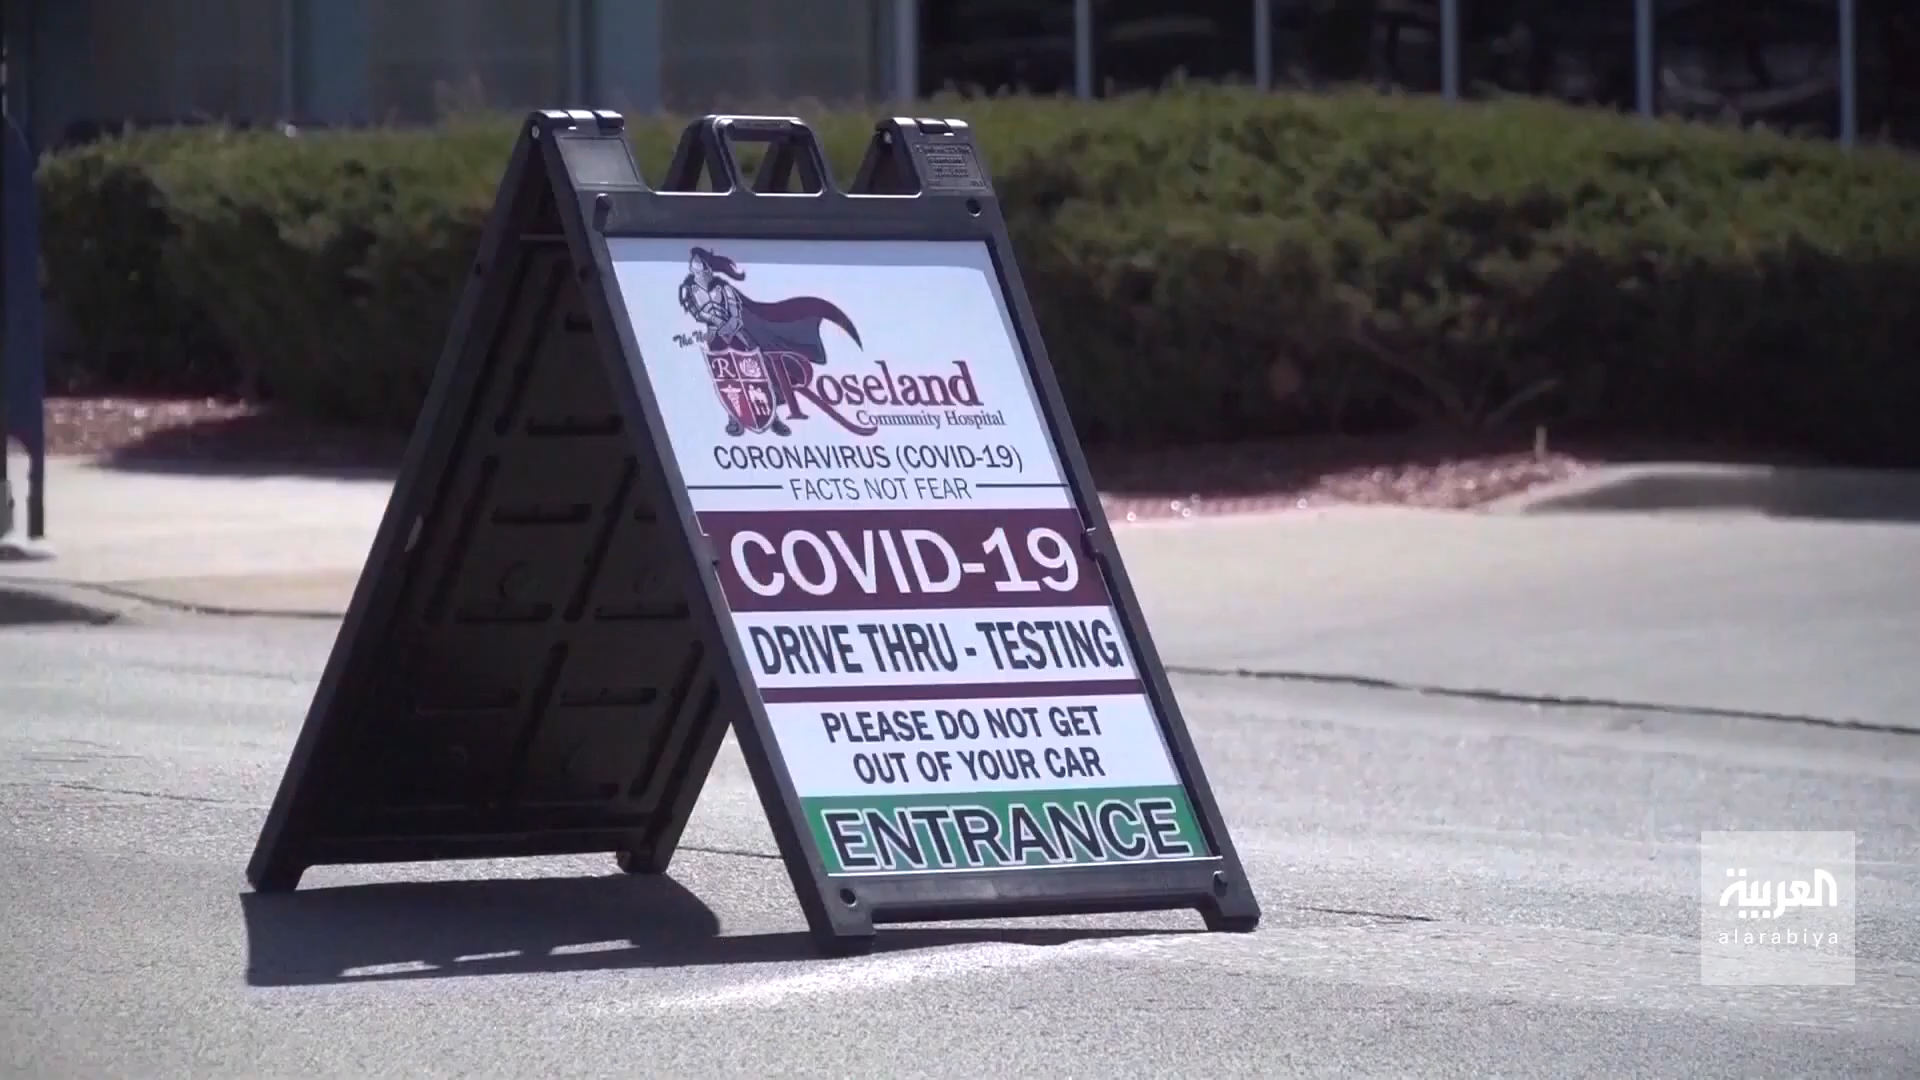 The
R
Roseland
Community Hospital
CORONAVIRUS (COVID-19)
FACTS NOT FEAR
COVID-19
DRIVE THRU - TESTING
PLEASE DO NOT GET
OUT OF YOUR CAR
ENTRANCE
العربية
alarabiya